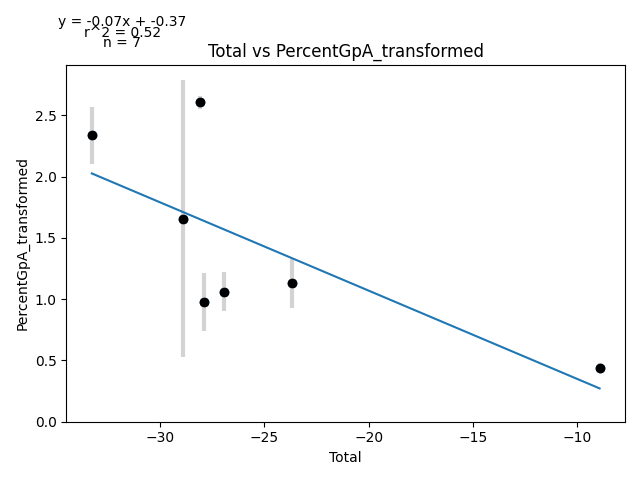 y = -0.07x + -0.37
r^2 = 0.52
n = 7
Total vs PercentGpA_transformed
PercentGpA_transformed
2.5
2.0
1.5
1.0
0.5
0.0
−30
−25
−20
−15
−10
Total